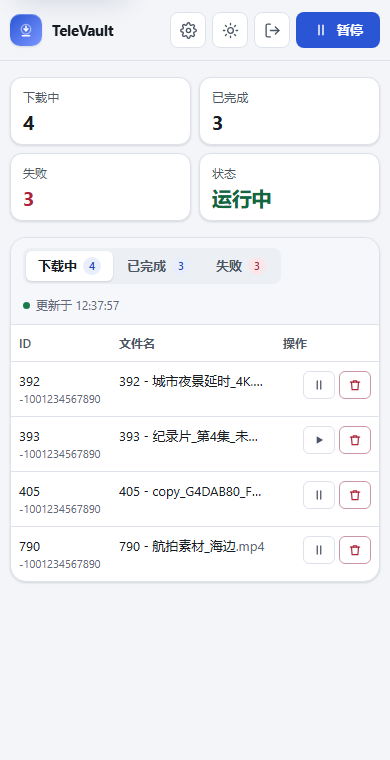 TeleVault
暂停
下载中
4
已完成
3
失败
3
状态
运行中
下载中 4 已完成 3 失败 3
更新于 12:37:57
ID 文件名 操作
392 392 - 城市夜景延时_4K....
-1001234567890
393 393 - 纪录片_第4集_未...
-1001234567890
405 405 - copy_G4DAB80_F...
-1001234567890
790 790 - 航拍素材_海边.mp4
-1001234567890